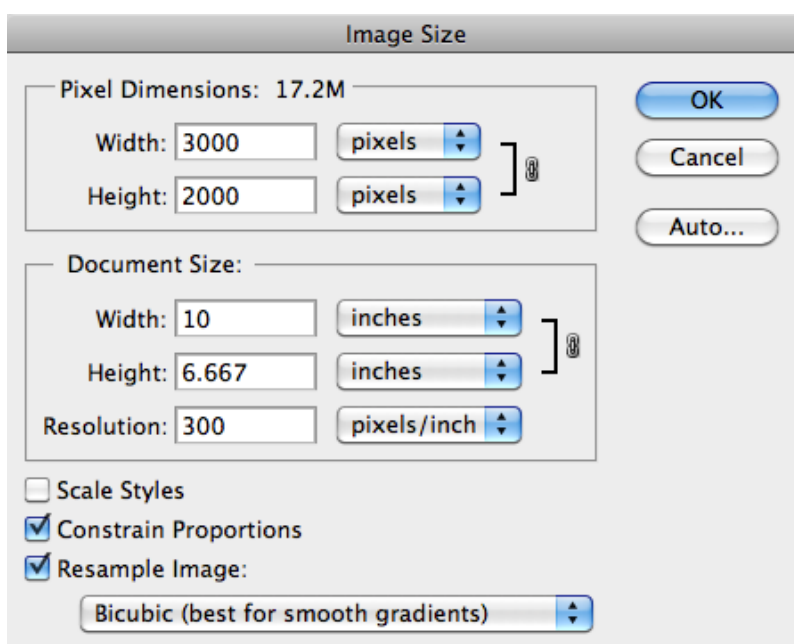 Image Size
Pixel Dimensions: 17.2M
Width: 3000 pixels
Height: 2000 pixels
OK
Cancel
Auto...
Document Size:
Width: 10 inches
Height: 6.667 inches
Resolution: 300 pixels/inch
Scale Styles
Constrain Proportions
Resample Image:
Bicubic (best for smooth gradients)